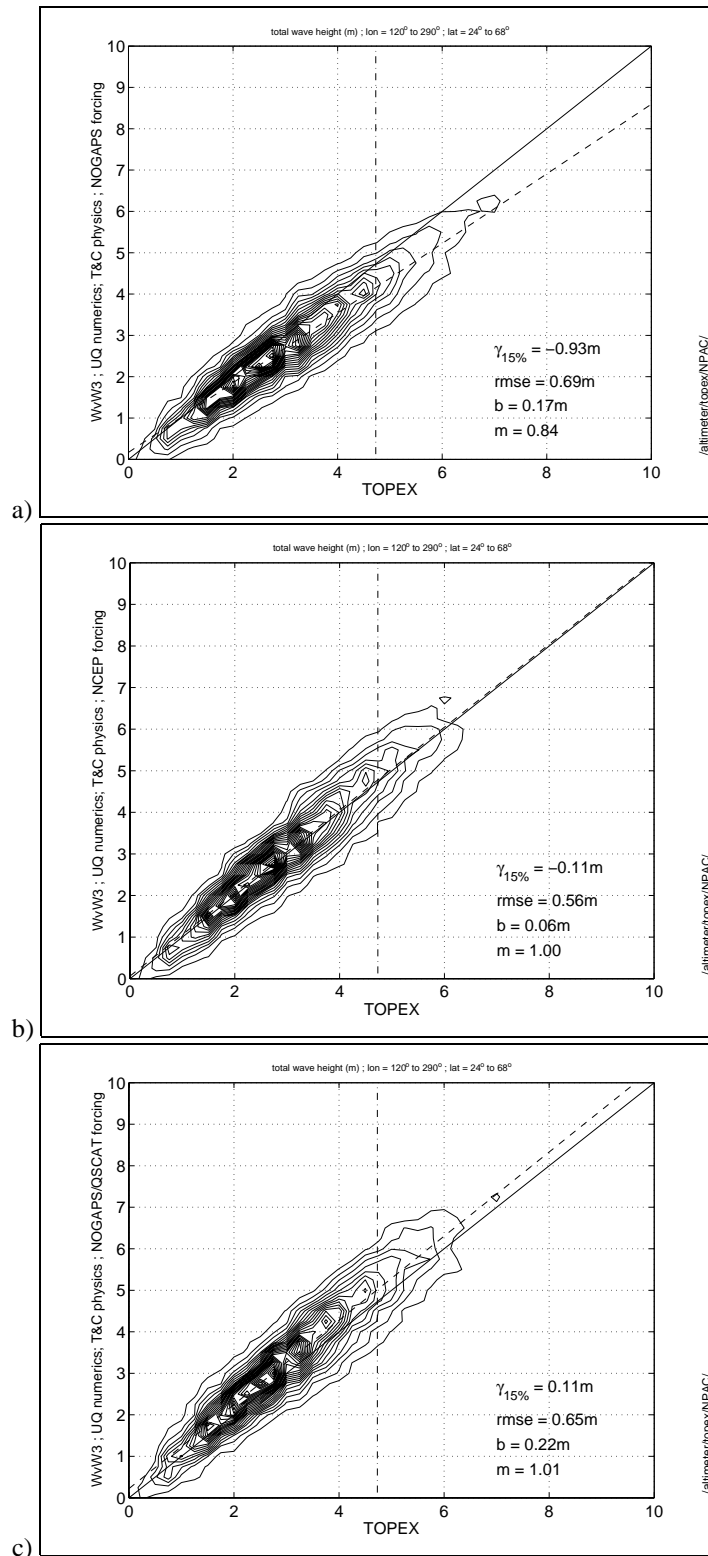 total wave height (m) ; lon = 120° to 290° ; lat = 24° to 68°
10
9
8
7
6
5
4
3
2
1
0
WvW3 ; UQ numerics; T&C physics ; NOGAPS forcing
γ15% = −0.93m
rmse = 0.69m
b = 0.17m
m = 0.84
0 2 4 6 8 10
TOPEX
/altimeter/topex/NPAC/
a)
total wave height (m) ; lon = 120° to 290° ; lat = 24° to 68°
10
9
8
7
6
5
4
3
2
1
0
WvW3 ; UQ numerics; T&C physics ; NCEP forcing
γ15% = −0.11m
rmse = 0.56m
b = 0.06m
m = 1.00
0 2 4 6 8 10
TOPEX
/altimeter/topex/NPAC/
b)
total wave height (m) ; lon = 120° to 290° ; lat = 24° to 68°
10
9
8
7
6
5
4
3
2
1
0
WvW3 ; UQ numerics; T&C physics ; NOGAPS/QSCAT forcing
γ15% = 0.11m
rmse = 0.65m
b = 0.22m
m = 1.01
0 2 4 6 8 10
TOPEX
/altimeter/topex/NPAC/
c)